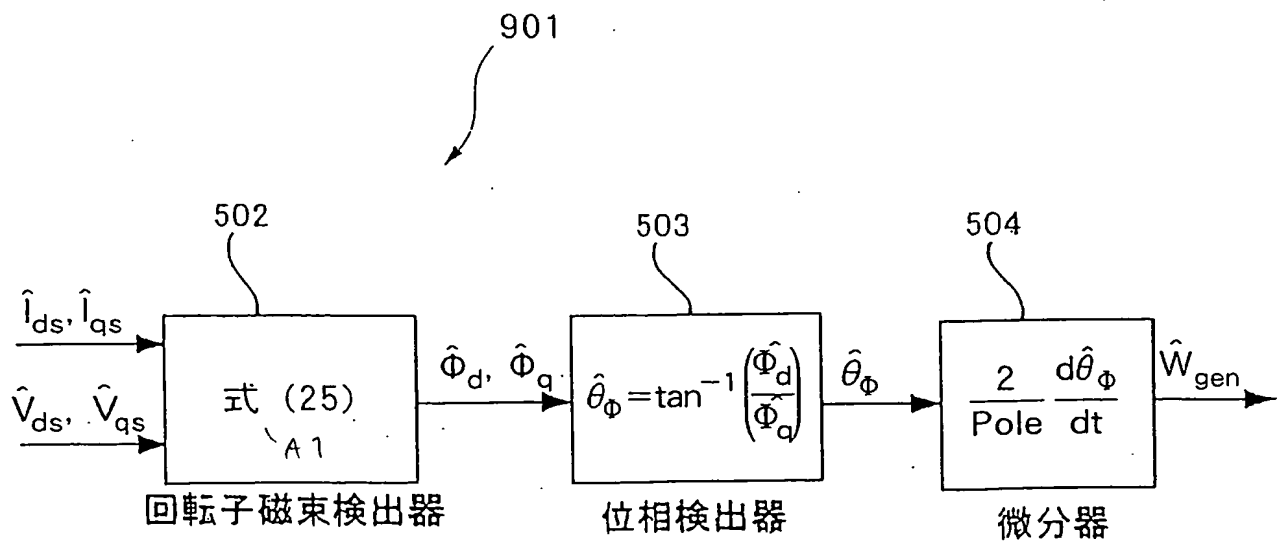 901
502
503
504
Î_ds, Î_qs
V̂_ds, V̂_qs
式 (25)
A1
Φ̂_d, Φ̂_q
θ̂_Φ=tan⁻¹(Φ̂_d/Φ̂_q)
θ̂_Φ
2/Pole dθ̂_Φ/dt
Ŵ_gen
回転子磁束検出器
位相検出器
微分器